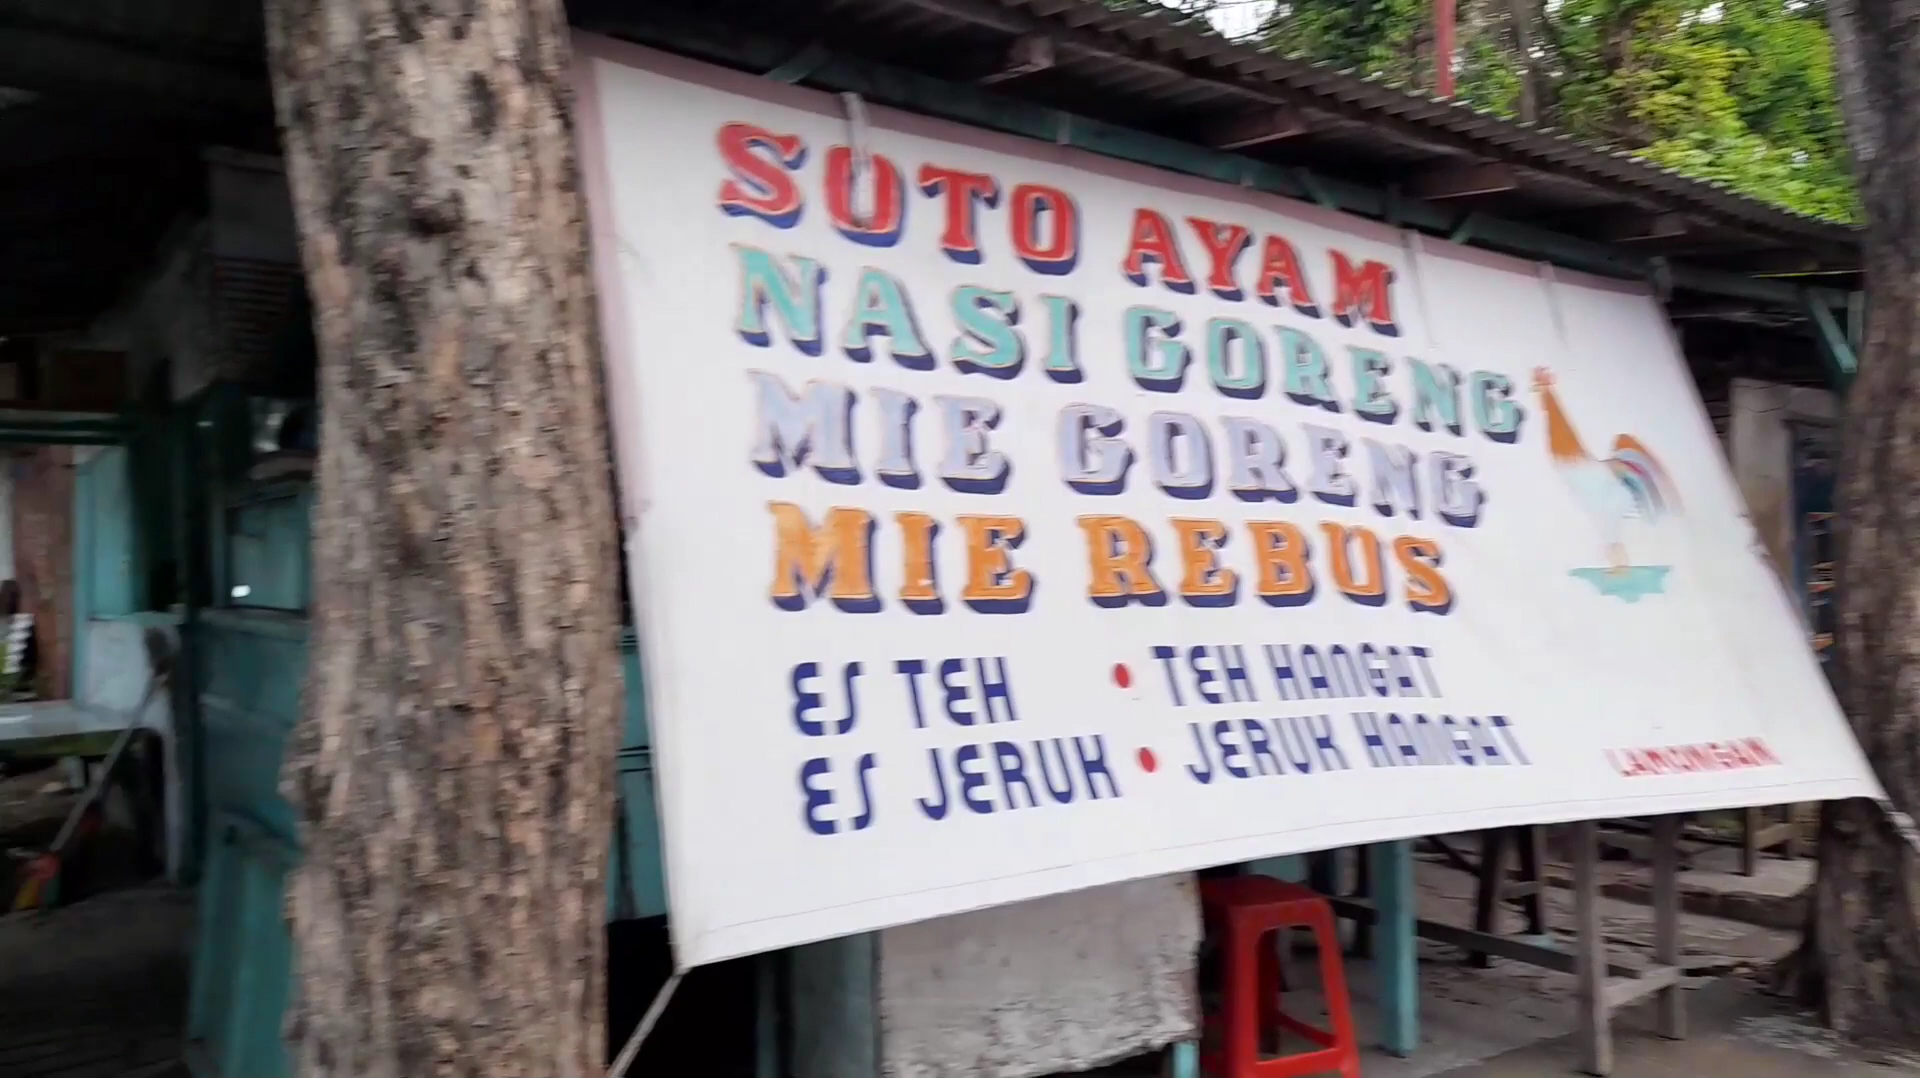 SOTO AYAM
NASI GORENG
MIE GORENG
MIE REBUS
ES TEH • TEH HANGAT
ES JERUK • JERUK HANGAT
LAMONGAN